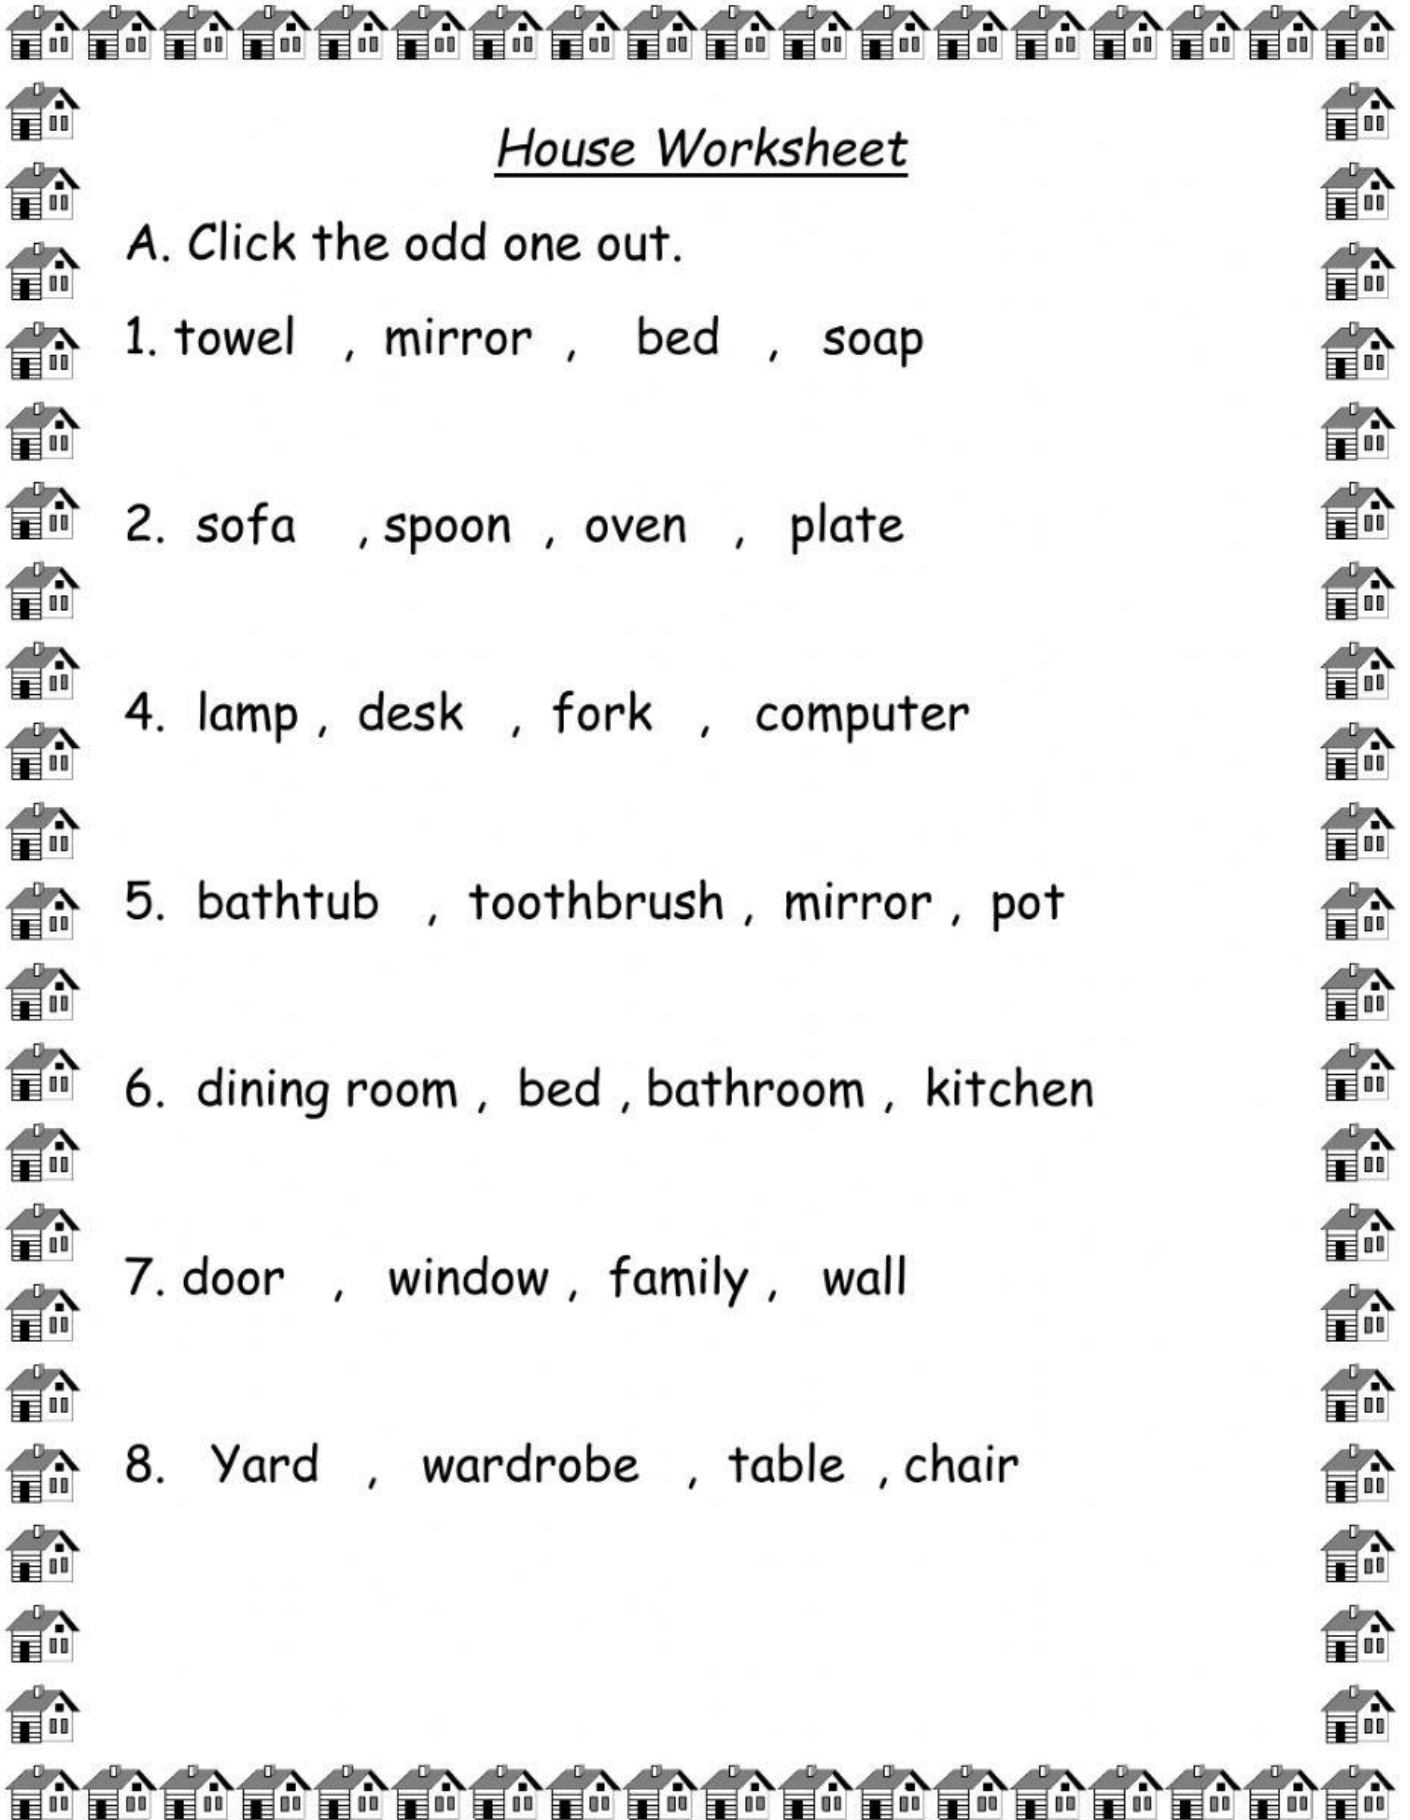 House Worksheet
A. Click the odd one out.
1. towel , mirror , bed , soap
2. sofa , spoon , oven , plate
4. lamp , desk , fork , computer
5. bathtub , toothbrush , mirror , pot
6. dining room , bed , bathroom , kitchen
7. door , window , family , wall
8. Yard , wardrobe , table , chair